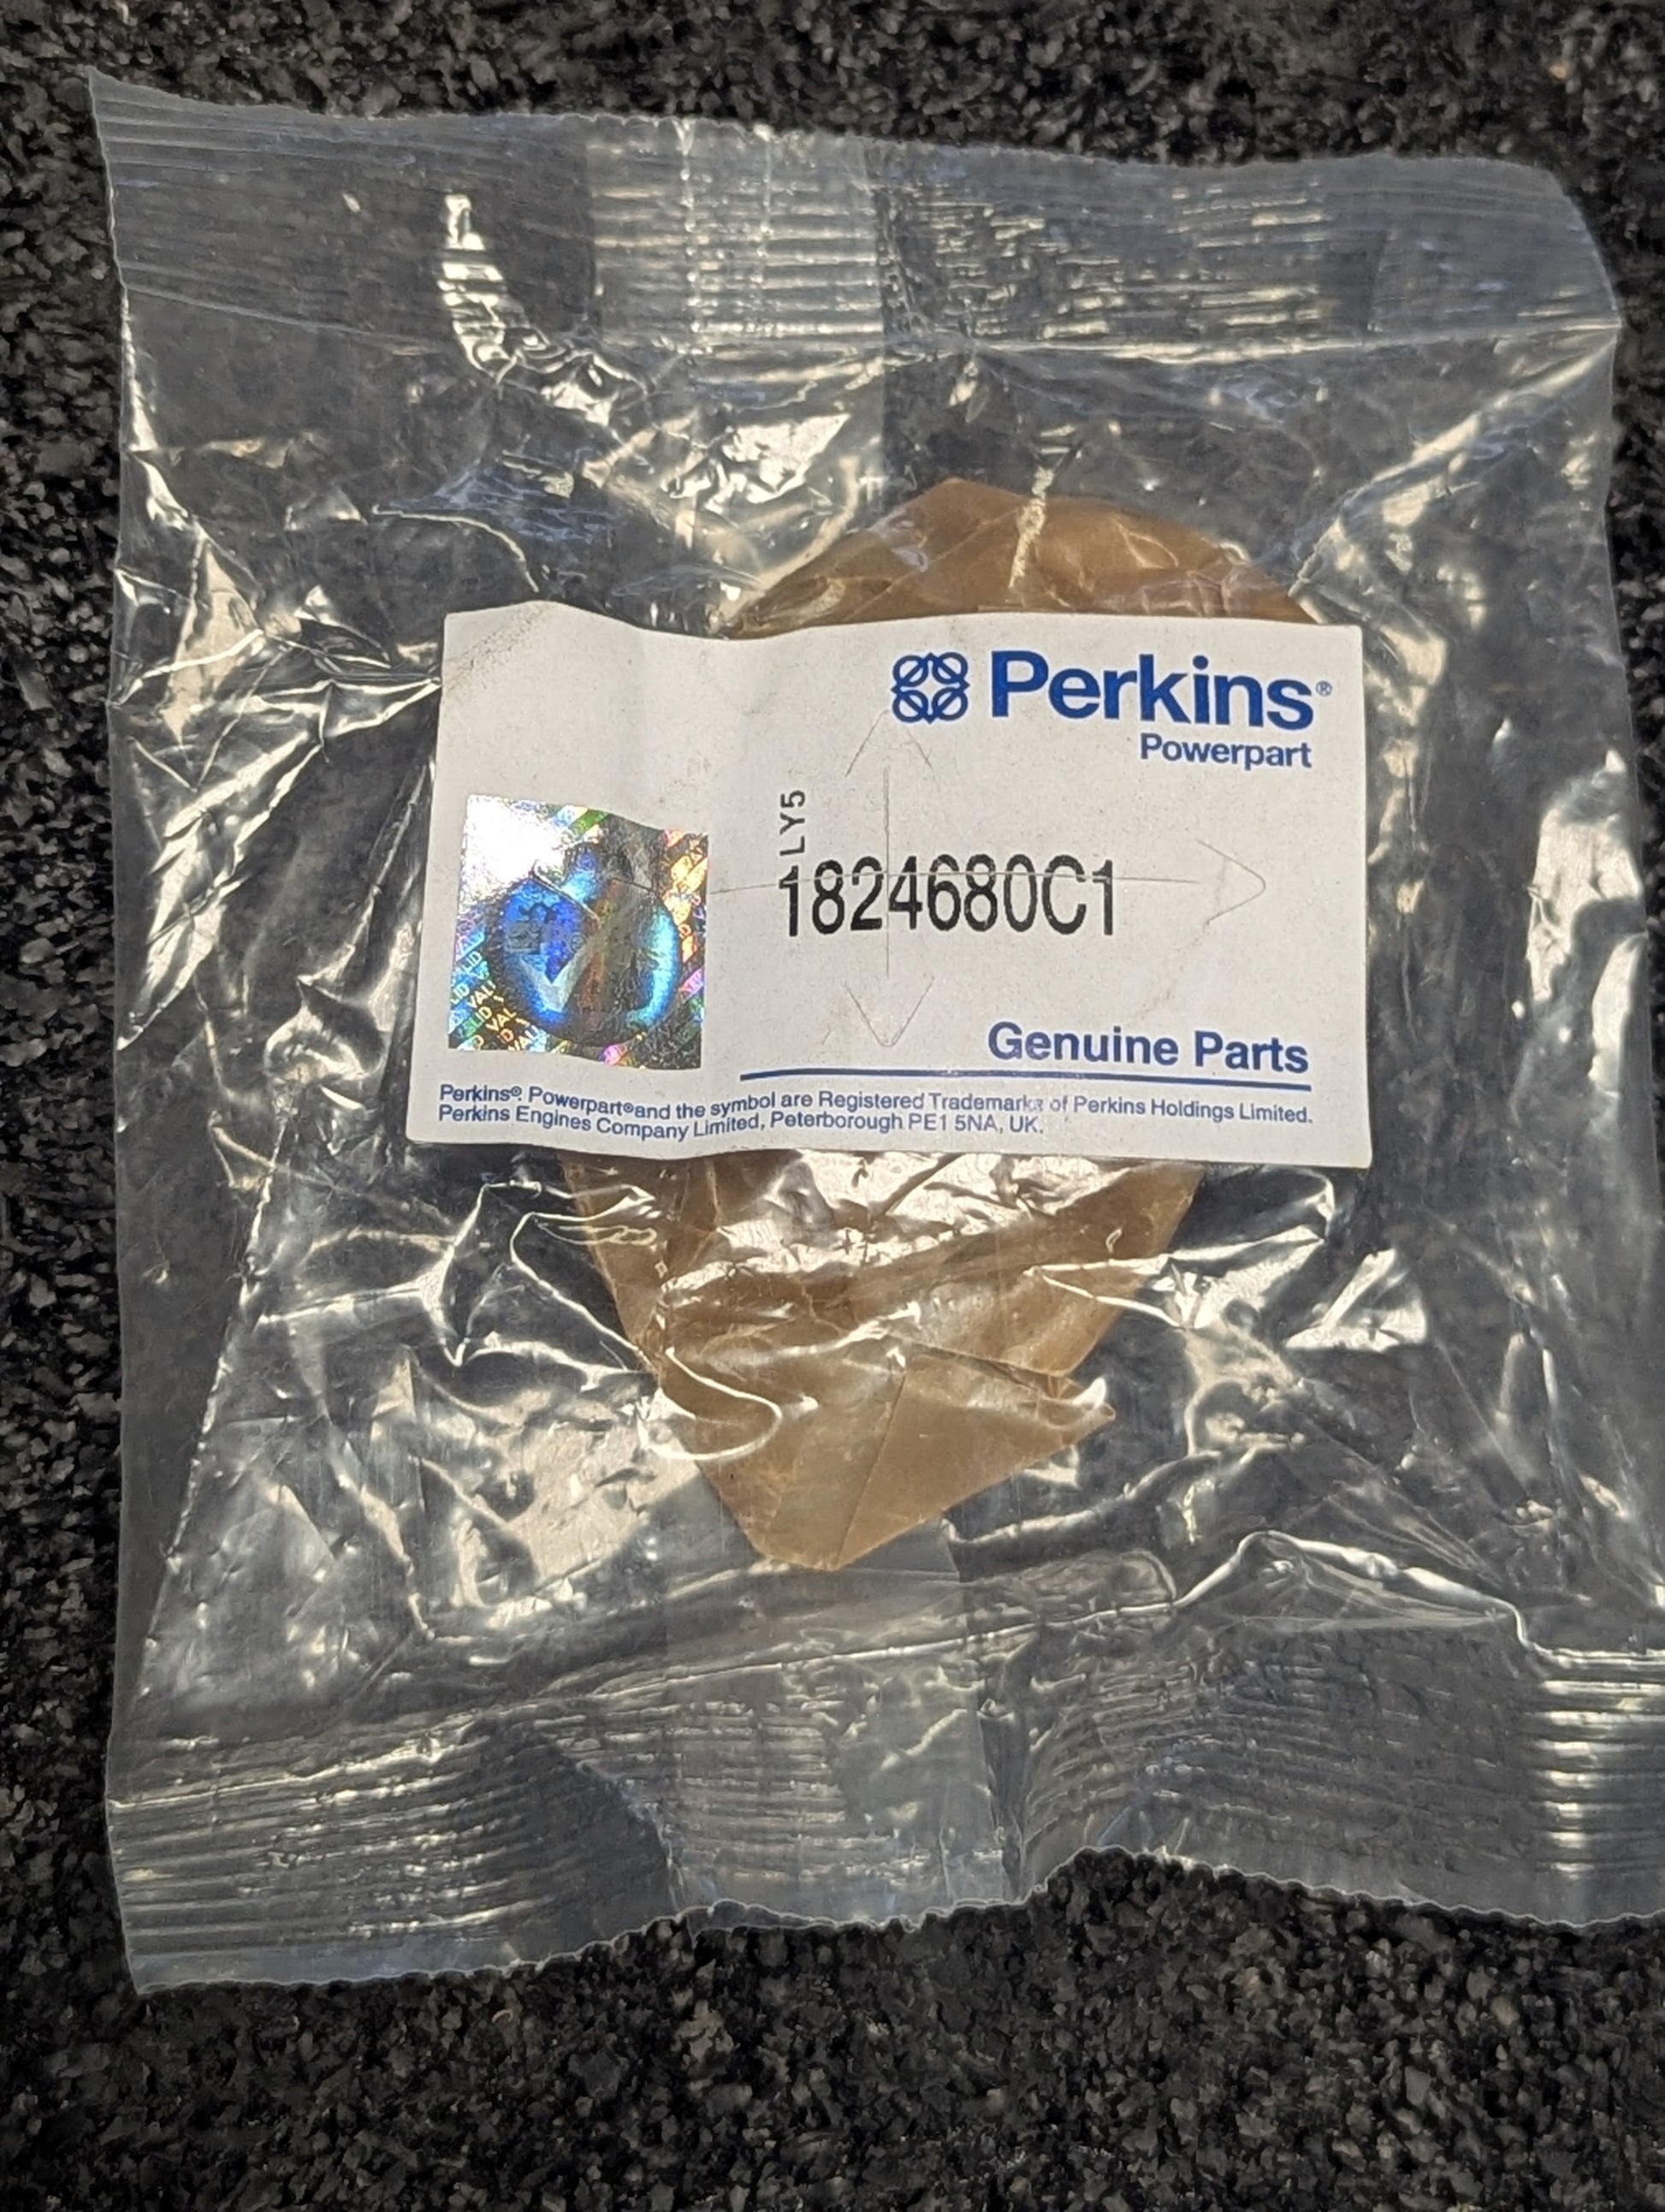 Perkins®
Powerpart
LY5
1824680C1
Genuine Parts
Perkins® Powerpart® and the symbol are Registered Trademarks of Perkins Holdings Limited.
Perkins Engines Company Limited, Peterborough PE1 5NA, UK.
VALID